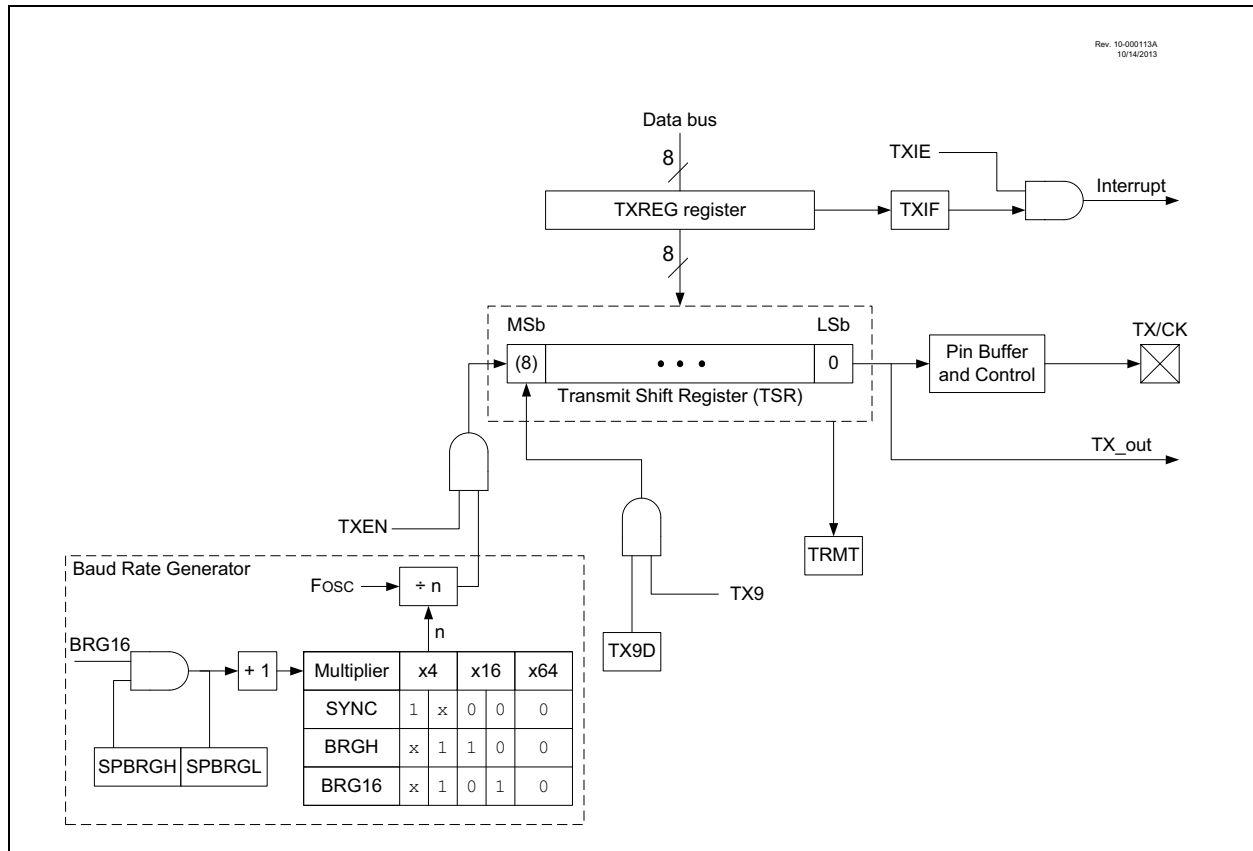 Rev. 10-000113A
10/14/2013
Data bus
8
TXIE
Interrupt
TXREG register
TXIF
8
MSb
LSb
TX/CK
(8)
• • •
0
Pin Buffer
and Control
Transmit Shift Register (TSR)
TX_out
TXEN
TRMT
Baud Rate Generator
FOSC
÷ n
TX9
n
TX9D
BRG16
+ 1
Multiplier x4 x16 x64
SYNC 1 x 0 0 0
BRGH x 1 1 0 0
SPBRGH SPBRGL
BRG16 x 1 0 1 0